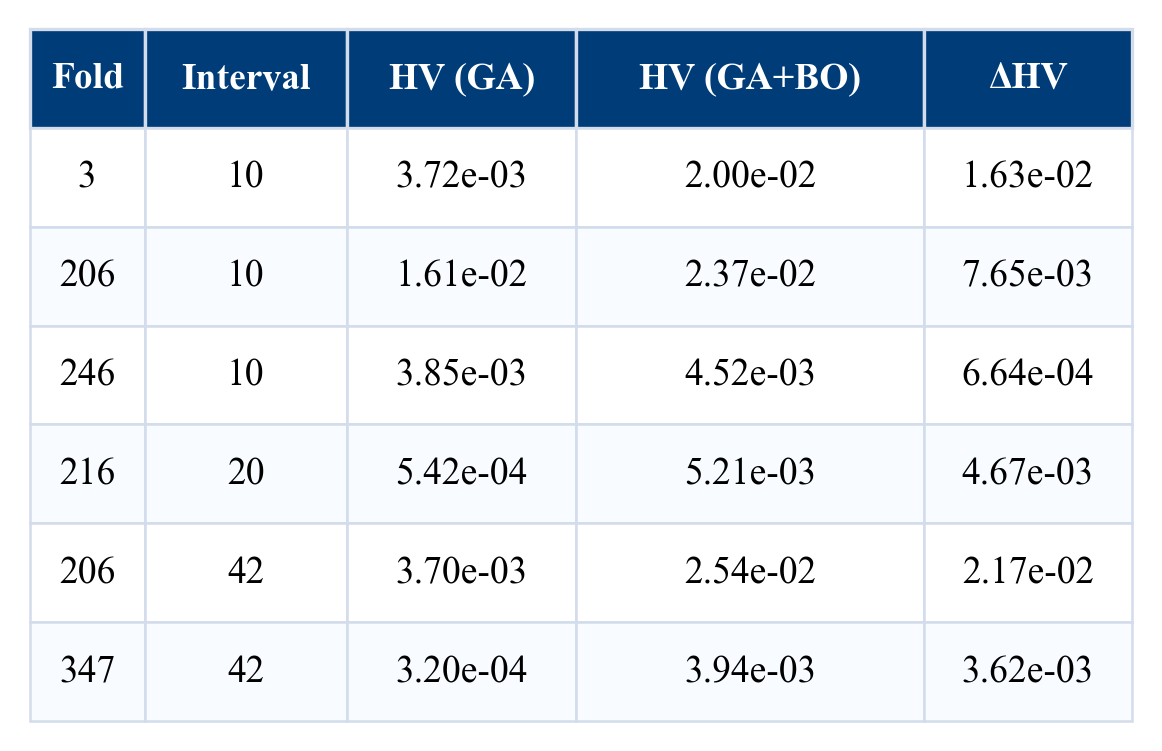 Fold Interval HV (GA) HV (GA+BO) ΔHV
3 10 3.72e-03 2.00e-02 1.63e-02
206 10 1.61e-02 2.37e-02 7.65e-03
246 10 3.85e-03 4.52e-03 6.64e-04
216 20 5.42e-04 5.21e-03 4.67e-03
206 42 3.70e-03 2.54e-02 2.17e-02
347 42 3.20e-04 3.94e-03 3.62e-03